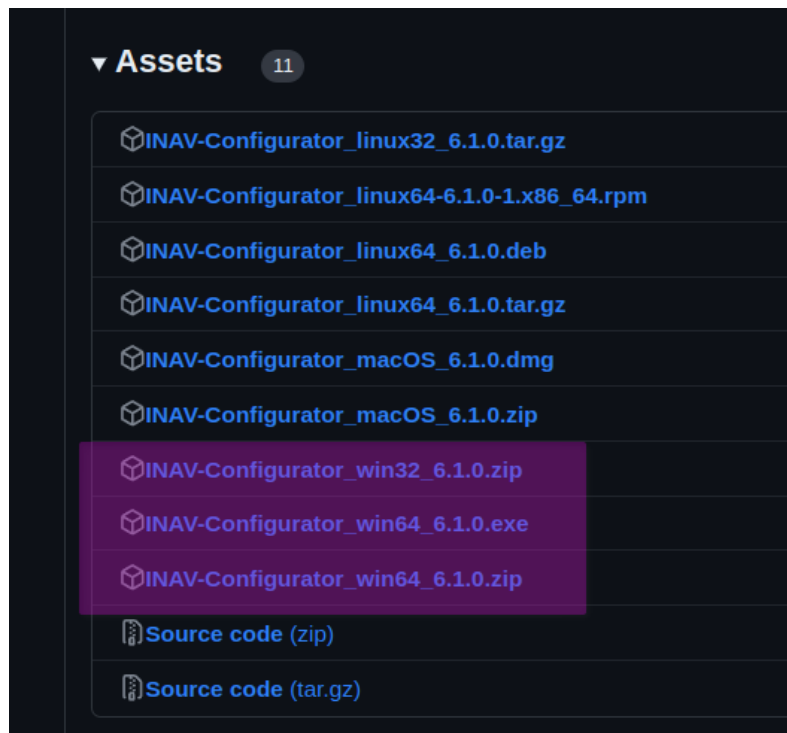 ▾ Assets 11
INAV-Configurator_linux32_6.1.0.tar.gz
INAV-Configurator_linux64-6.1.0-1.x86_64.rpm
INAV-Configurator_linux64_6.1.0.deb
INAV-Configurator_linux64_6.1.0.tar.gz
INAV-Configurator_macOS_6.1.0.dmg
INAV-Configurator_macOS_6.1.0.zip
INAV-Configurator_win32_6.1.0.zip
INAV-Configurator_win64_6.1.0.exe
INAV-Configurator_win64_6.1.0.zip
Source code (zip)
Source code (tar.gz)